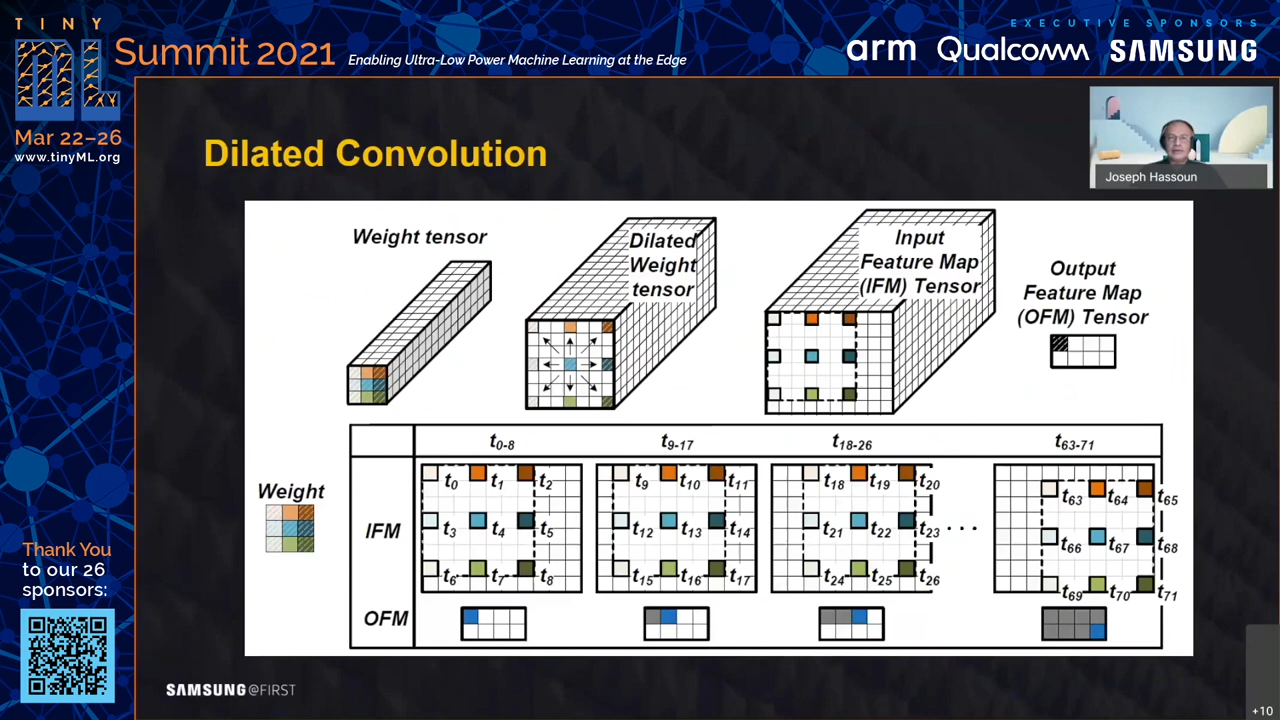 TINY
ML
Summit 2021
Enabling Ultra-Low Power Machine Learning at the Edge
EXECUTIVE SPONSORS
arm Qualcomm SAMSUNG
Mar 22–26
www.tinyML.org
Joseph Hassoun
Dilated Convolution
Weight tensor
Dilated
Weight
tensor
Input
Feature Map
(IFM) Tensor
Output
Feature Map
(OFM) Tensor
t0-8 t9-17 t18-26 t63-71
Weight
IFM
t0 t1 t2 t9 t10 t11 t18 t19 t20 t63 t64 t65
t3 t4 t5 t12 t13 t14 t21 t22 t23 ... t66 t67 t68
t6 t7 t8 t15 t16 t17 t24 t25 t26 t69 t70 t71
OFM
Thank You
to our 26
sponsors:
SAMSUNG@FIRST
+10